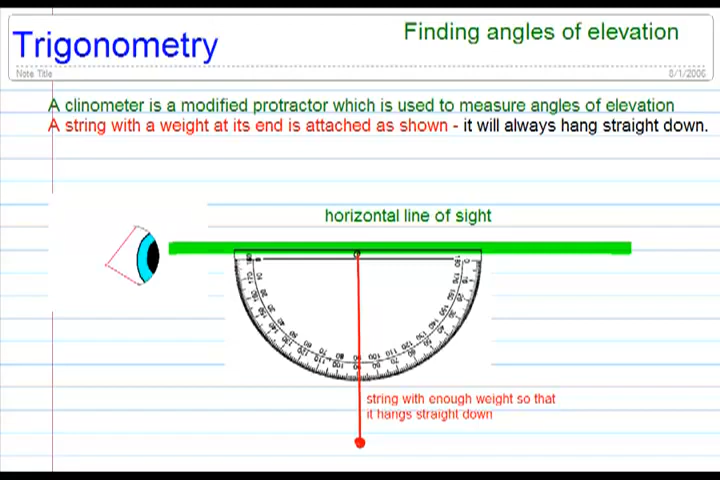 Finding angles of elevation
Trigonometry
Note Title
8/1/2006
A clinometer is a modified protractor which is used to measure angles of elevation
A string with a weight at its end is attached as shown - it will always hang straight down.
horizontal line of sight
string with enough weight so that
it hangs straight down